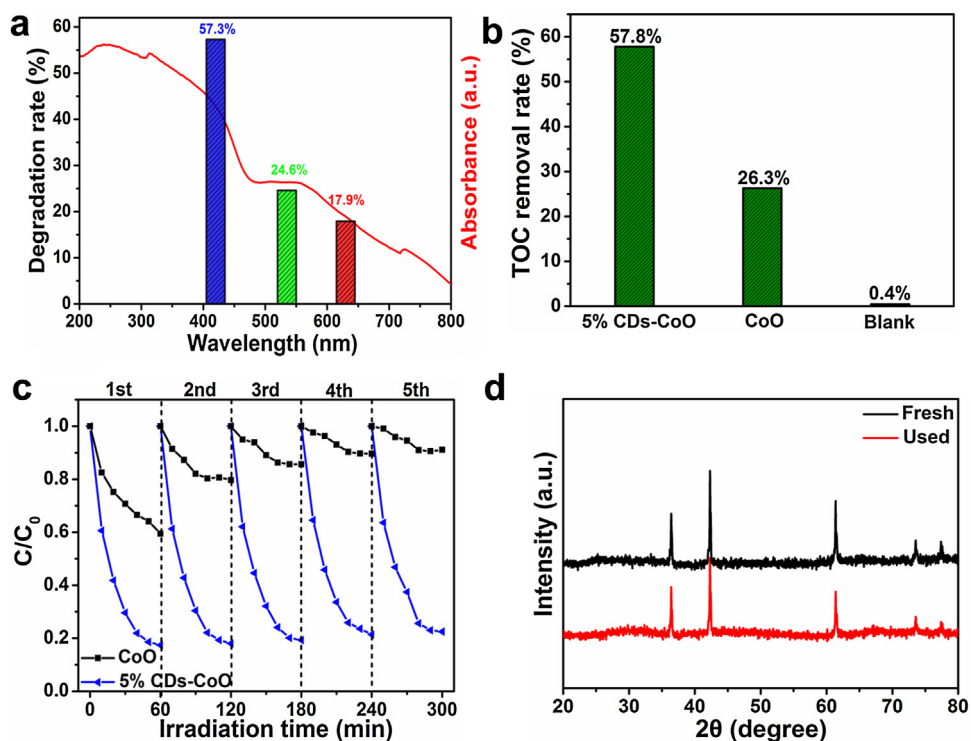 a
Degradation rate (%)
60
50
40
30
20
10
0
57.3%
24.6%
17.9%
200 300 400 500 600 700 800
Wavelength (nm)
Absorbance (a.u.)
b
TOC removal rate (%)
60
50
40
30
20
10
0
57.8%
26.3%
0.4%
5% CDs-CoO CoO Blank
c
1st 2nd 3rd 4th 5th
C/C0
1.0
0.8
0.6
0.4
0.2
0.0
CoO
5% CDs-CoO
0 60 120 180 240 300
Irradiation time (min)
d
Fresh
Used
Intensity (a.u.)
20 30 40 50 60 70 80
2θ (degree)